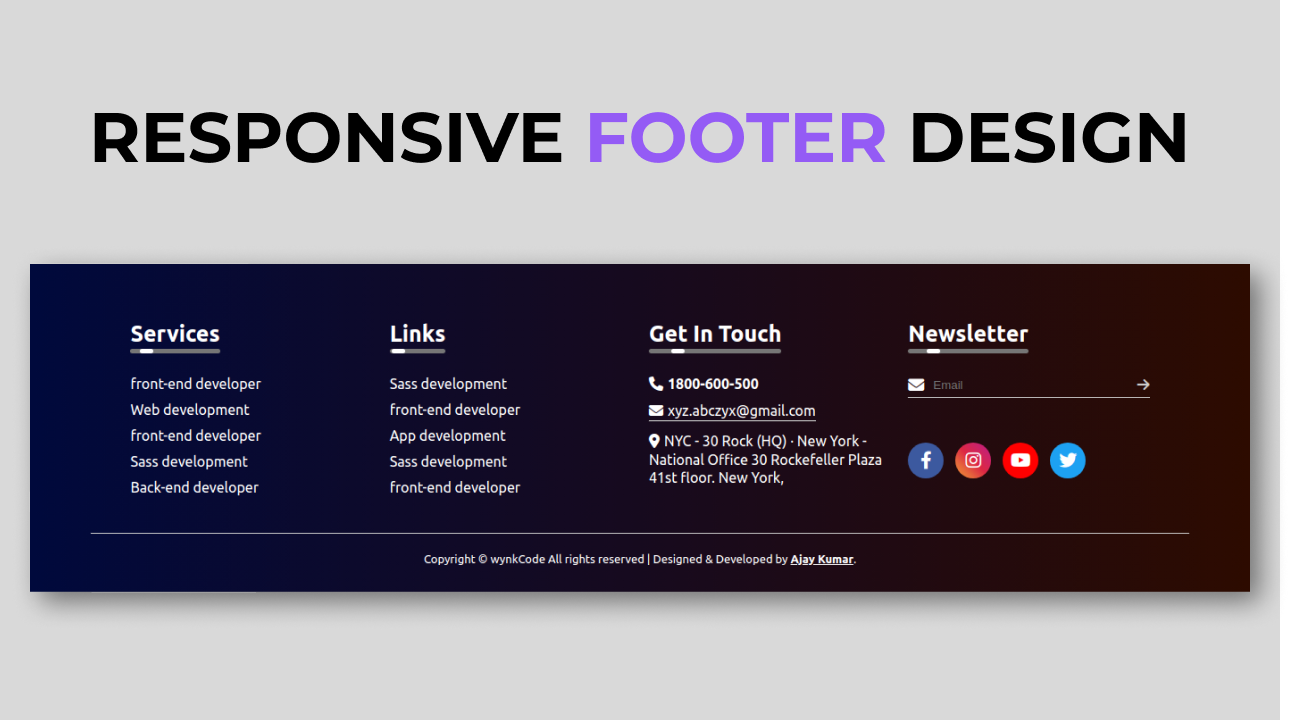 RESPONSIVE FOOTER DESIGN
Services
front-end developer
Web development
front-end developer
Sass development
Back-end developer
Links
Sass development
front-end developer
App development
Sass development
front-end developer
Get In Touch
1800-600-500
xyz.abczyx@gmail.com
NYC - 30 Rock (HQ) · New York -
National Office 30 Rockefeller Plaza
41st floor. New York,
Newsletter
Email
Copyright © wynkCode All rights reserved | Designed & Developed by Ajay Kumar.